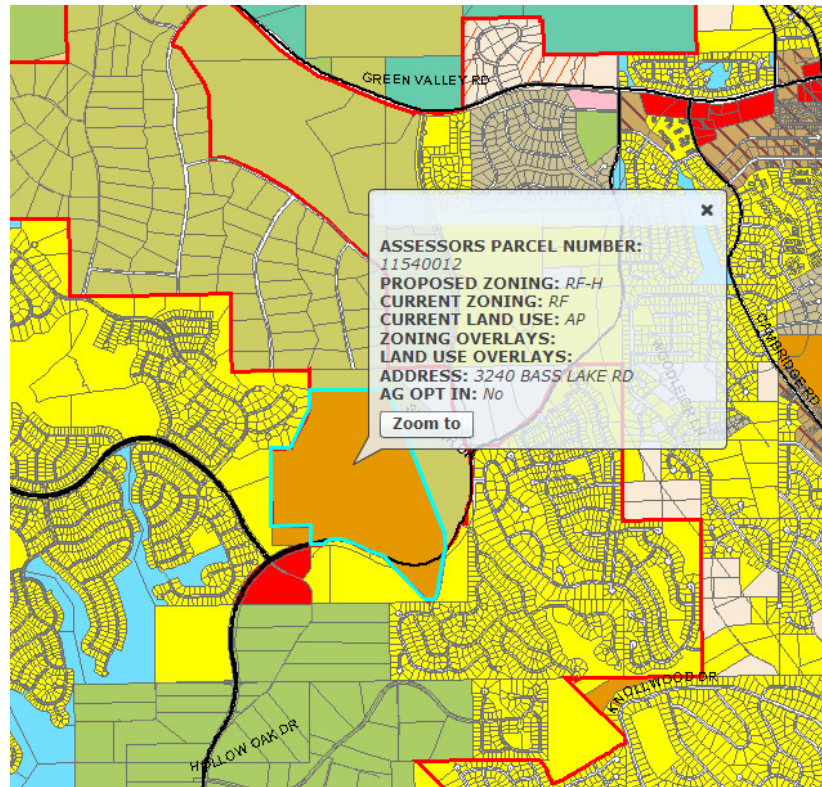 GREEN VALLEY RD
ASSESSORS PARCEL NUMBER:
11540012
PROPOSED ZONING: RF-H
CURRENT ZONING: RF
CURRENT LAND USE: AP
ZONING OVERLAYS:
LAND USE OVERLAYS:
ADDRESS: 3240 BASS LAKE RD
AG OPT IN: No
Zoom to
CAMBRIDGE RD
KNOLLWOOD DR
HOLLOW OAK DR